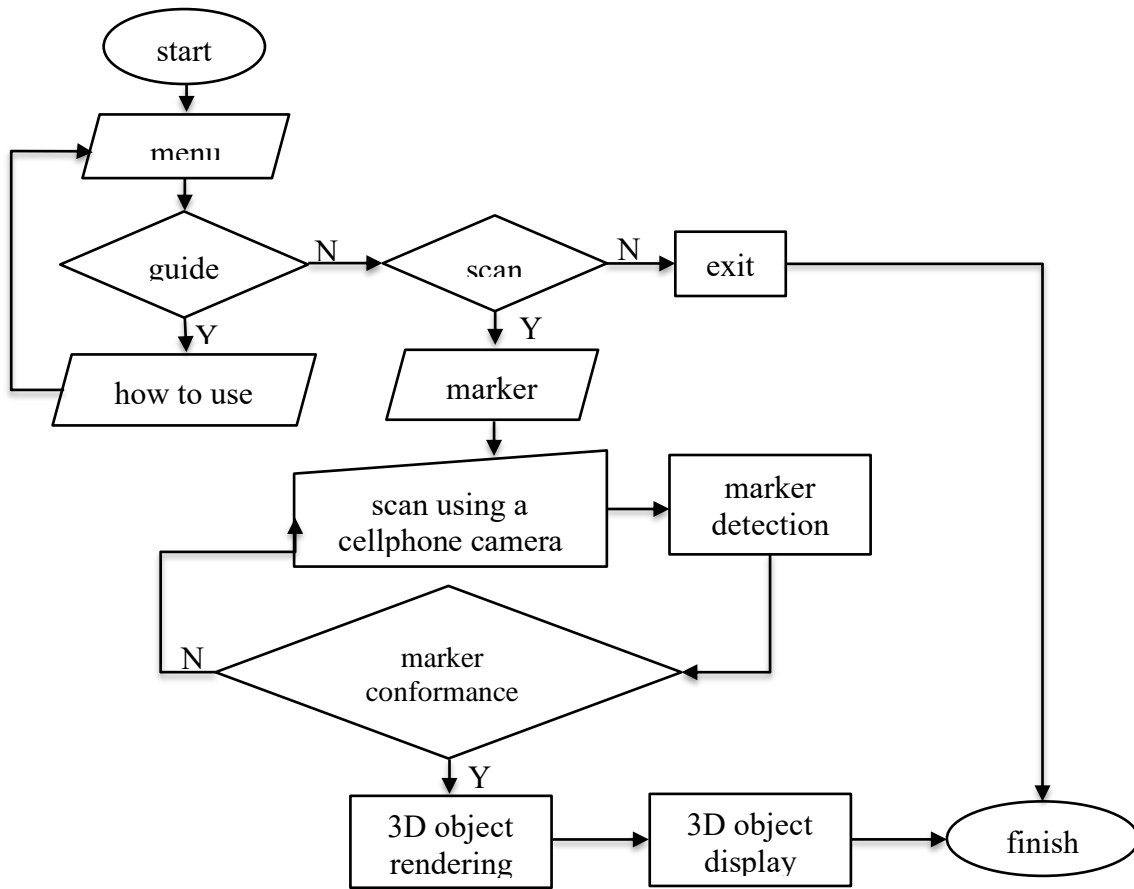 start
menu
guide
N
scan
N
exit
Y
how to use
Y
marker
scan using a
cellphone camera
marker
detection
marker
conformance
N
Y
3D object
rendering
3D object
display
finish